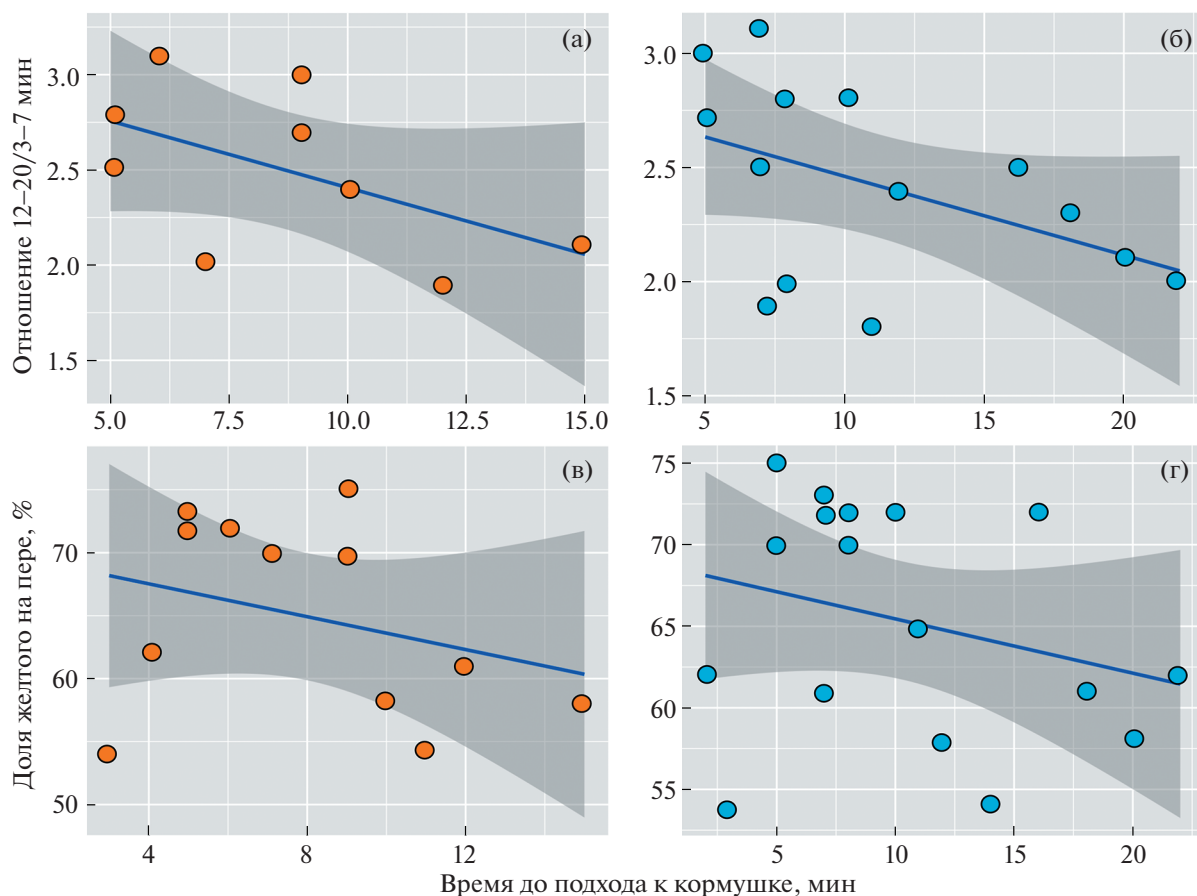 (а)
Отношение 12–20/3–7 мин
3.0
2.5
2.0
1.5
5.0 7.5 10.0 12.5 15.0
(б)
3.0
2.5
2.0
1.5
5 10 15 20
(в)
Доля желтого на пере, %
70
60
50
4 8 12
(г)
75
70
65
60
55
5 10 15 20
Время до подхода к кормушке, мин